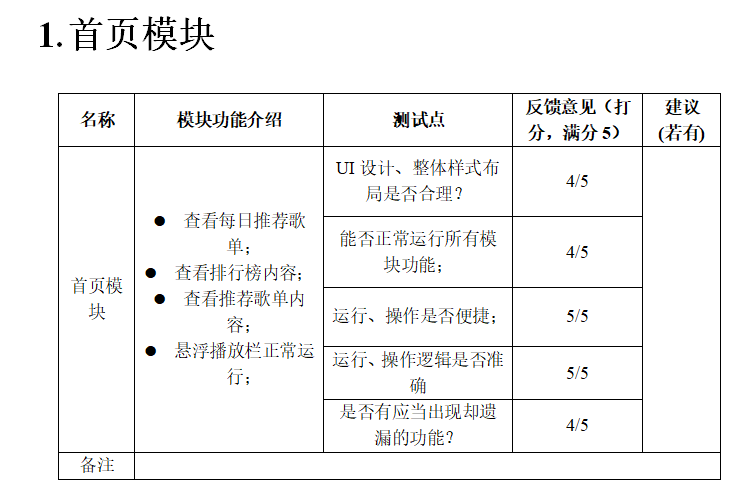 1.首页模块
名称
模块功能介绍
测试点
反馈意见（打
分，满分 5）
建议
(若有)
首页模
块
● 查看每日推荐歌
单；
● 查看排行榜内容；
● 查看推荐歌单内
容；
● 悬浮播放栏正常运
行；
UI 设计、整体样式布
局是否合理？
4/5
能否正常运行所有模
块功能；
4/5
运行、操作是否便捷；
5/5
运行、操作逻辑是否准
确
5/5
是否有应当出现却遗
漏的功能？
4/5
备注